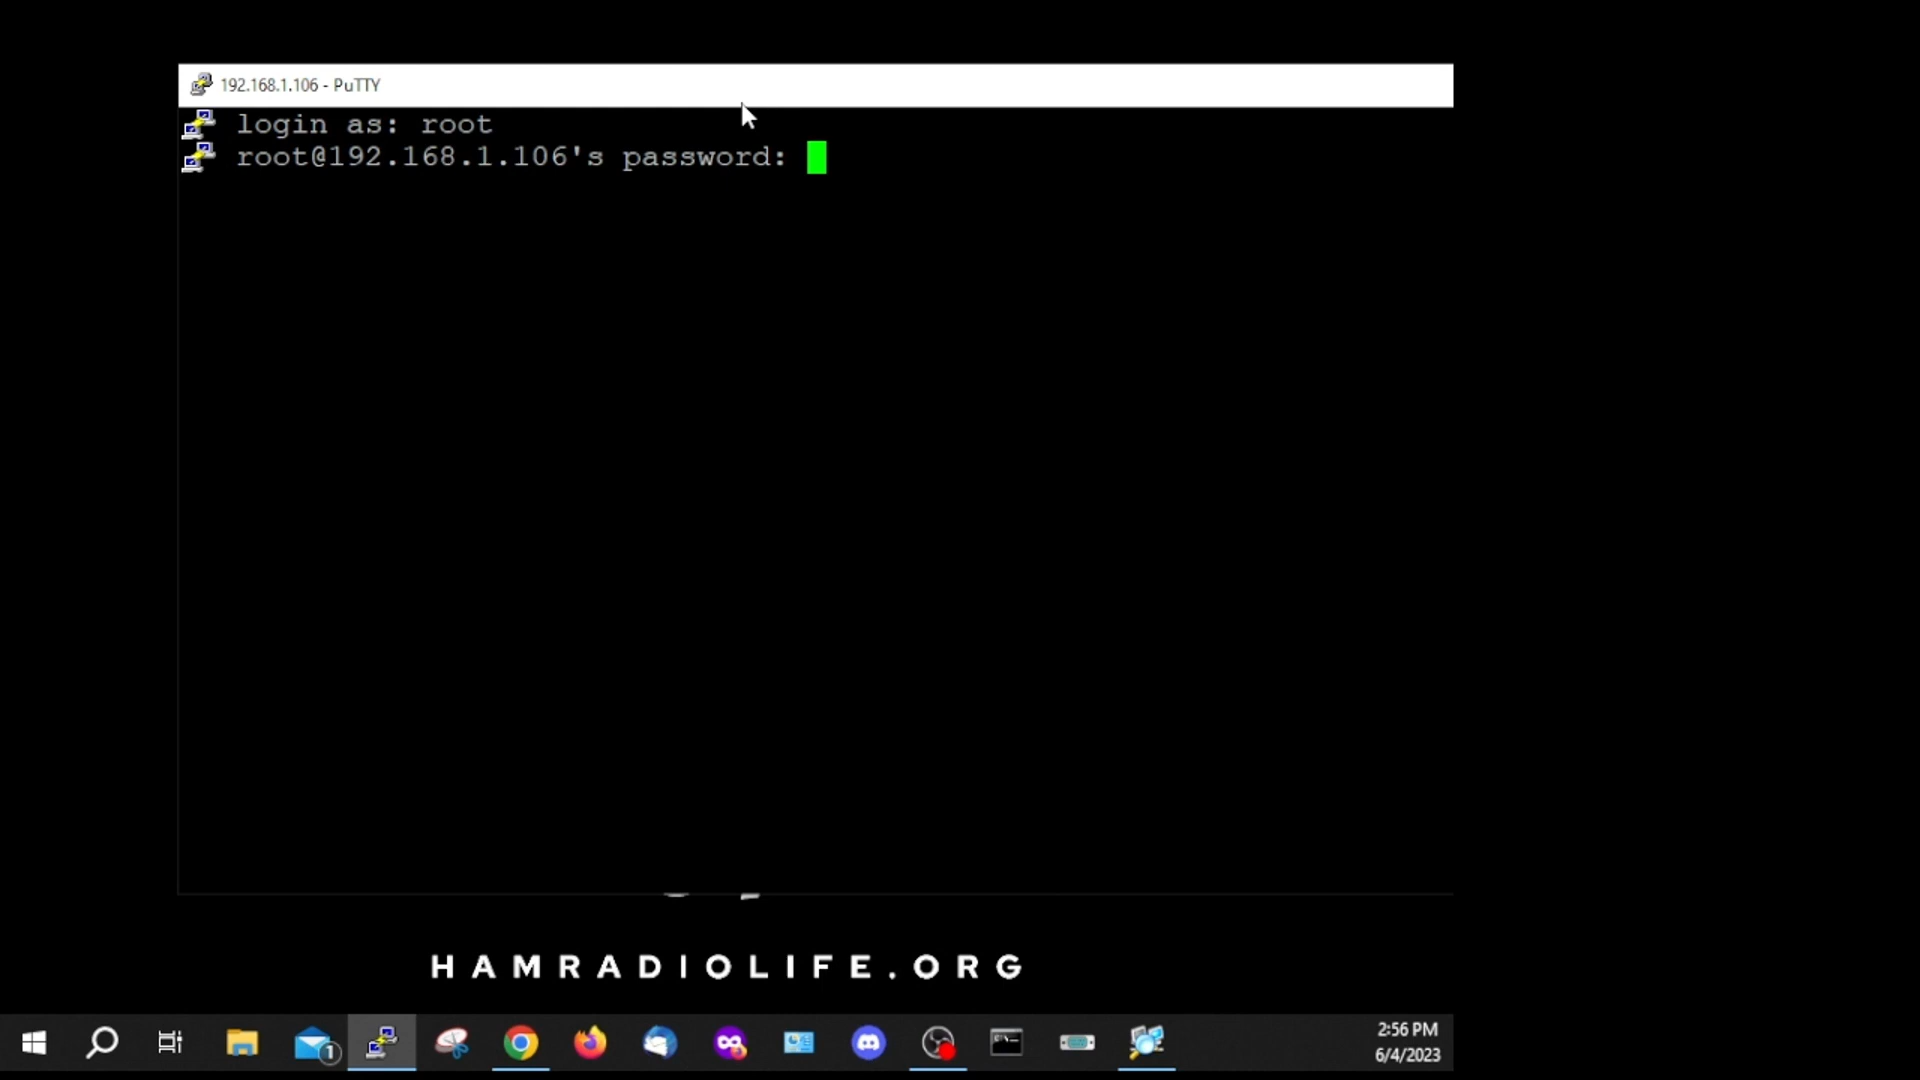 192.168.1.106 - PuTTY
login as: root
root@192.168.1.106's password:
HAMRADIOLIFE.ORG
1
2:56 PM
6/4/2023